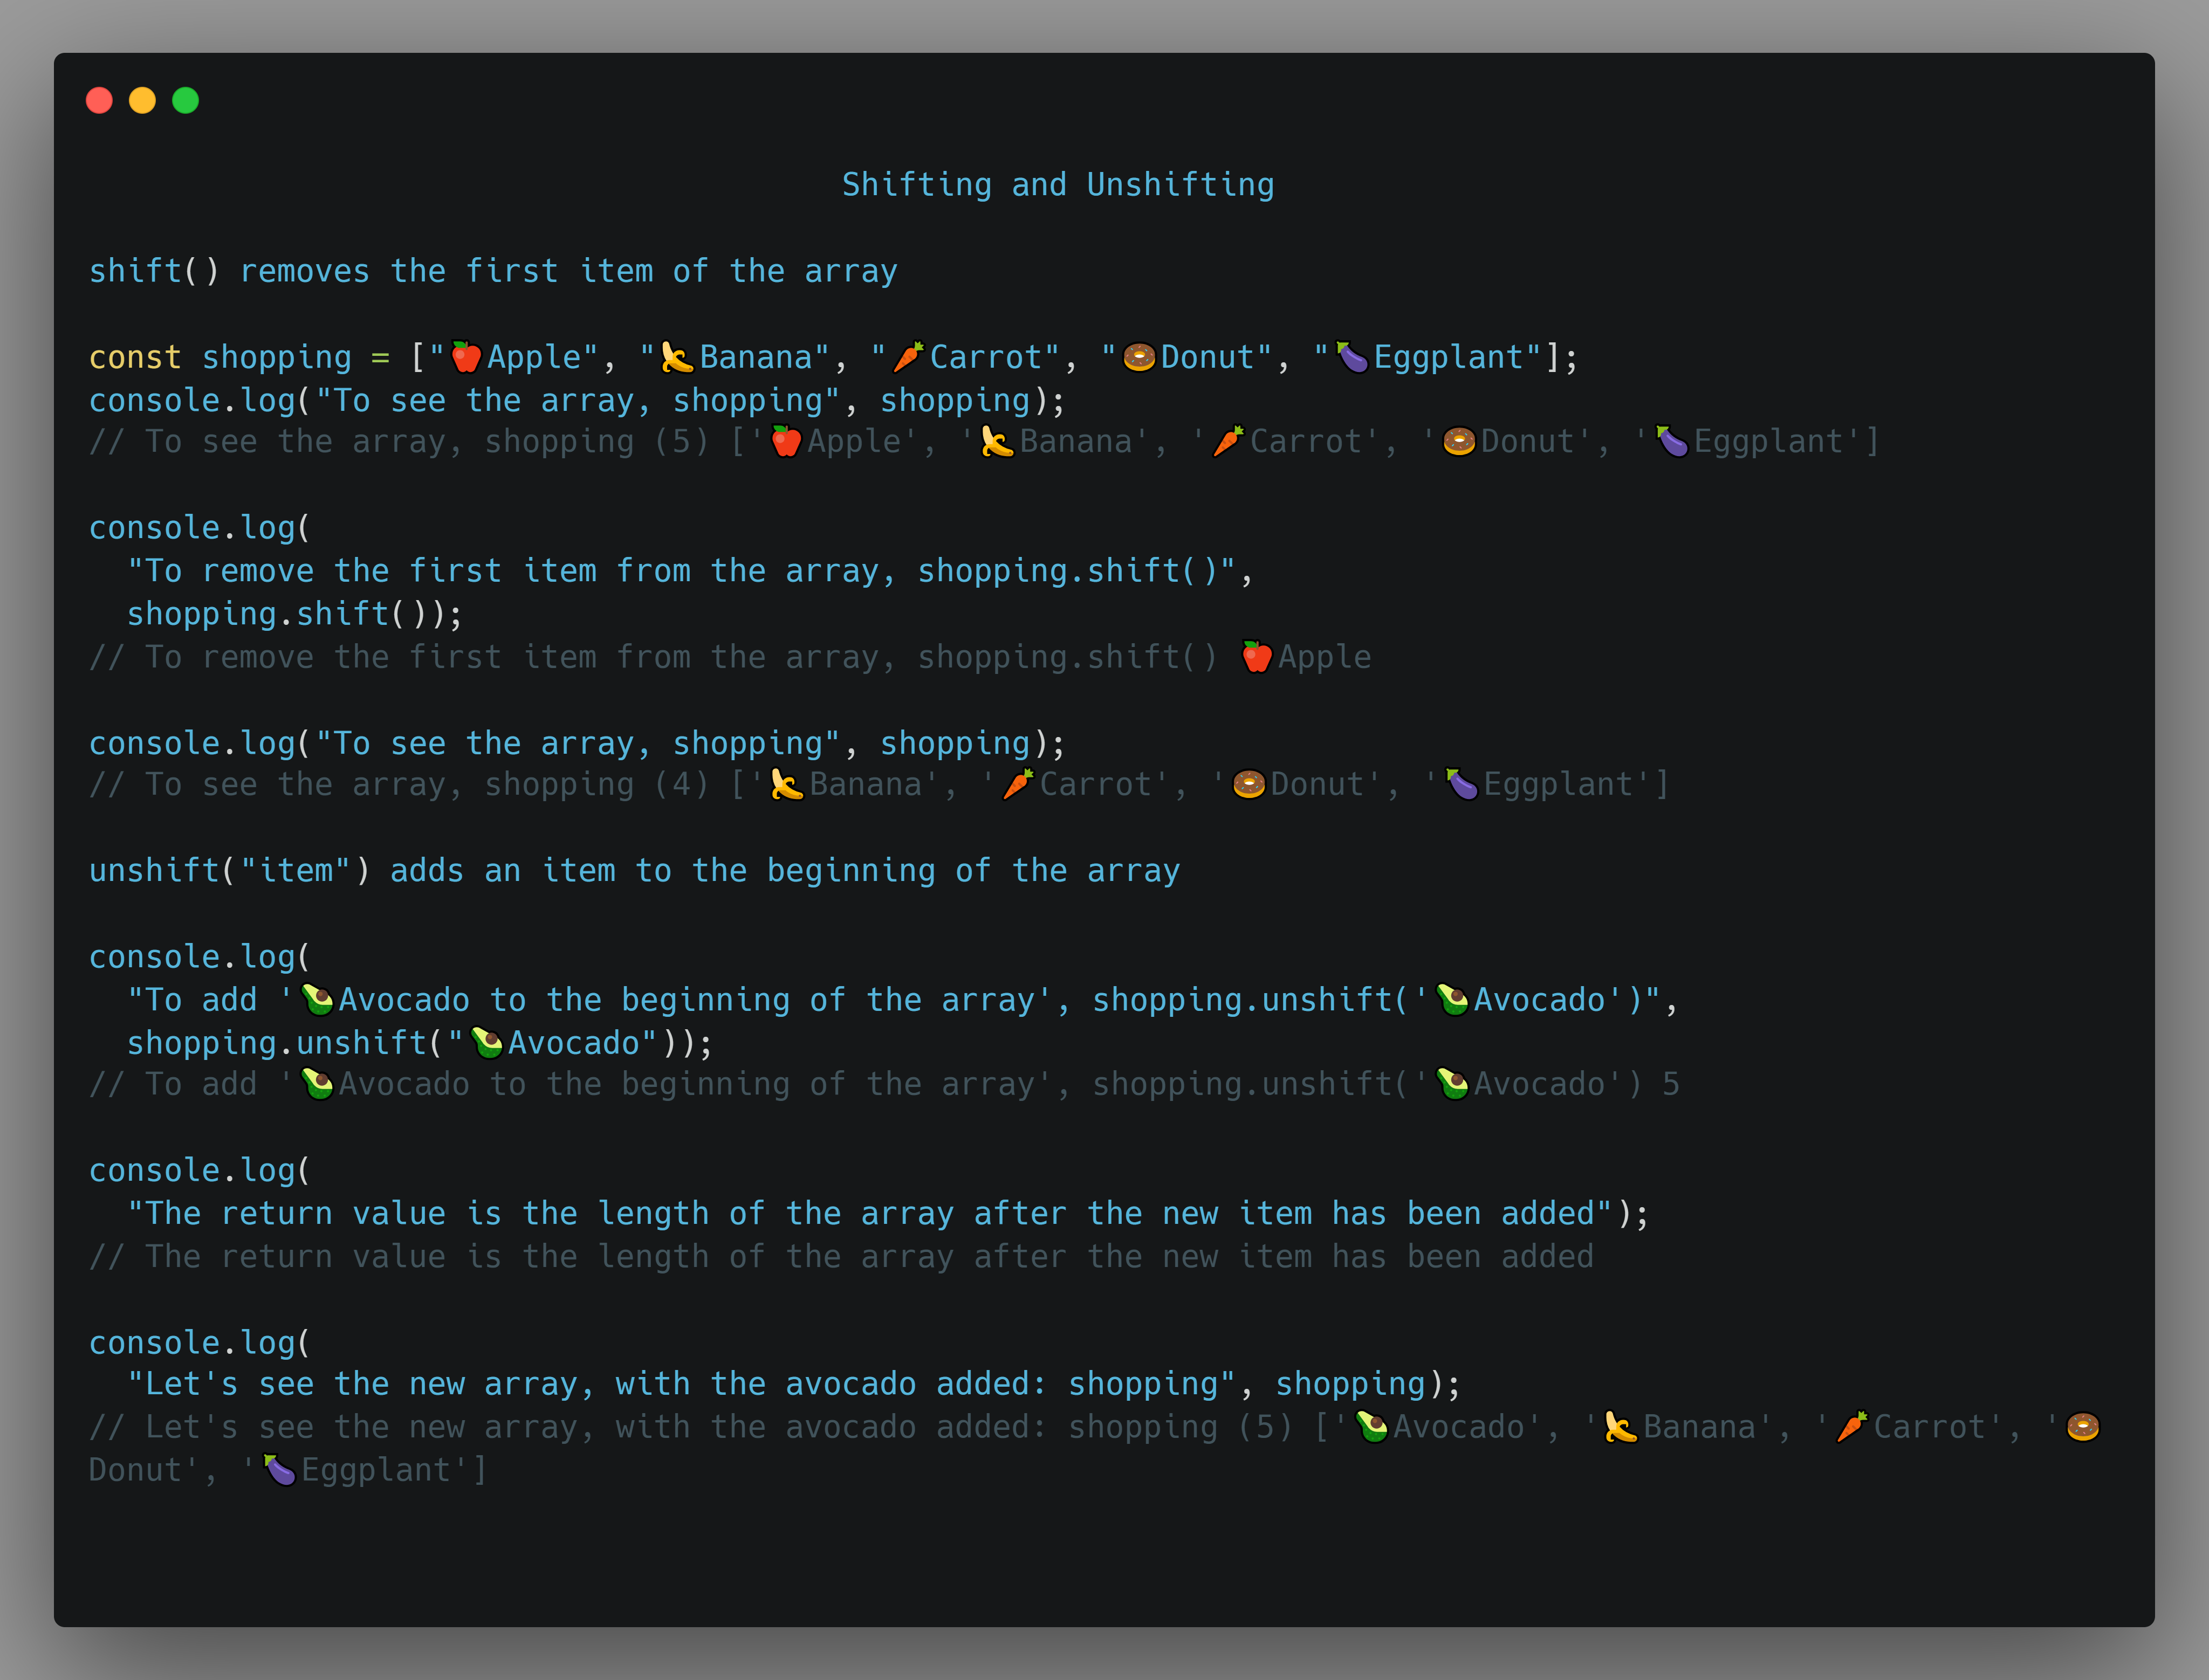 Shifting and Unshifting
shift() removes the first item of the array
const shopping = ["🍎Apple", "🍌Banana", "🥕Carrot", "🍩Donut", "🍆Eggplant"];
console.log("To see the array, shopping", shopping);
// To see the array, shopping (5) ['🍎Apple', '🍌Banana', '🥕Carrot', '🍩Donut', '🍆Eggplant']
console.log(
  "To remove the first item from the array, shopping.shift()",
  shopping.shift());
// To remove the first item from the array, shopping.shift() 🍎Apple
console.log("To see the array, shopping", shopping);
// To see the array, shopping (4) ['🍌Banana', '🥕Carrot', '🍩Donut', '🍆Eggplant']
unshift("item") adds an item to the beginning of the array
console.log(
  "To add '🥑Avocado to the beginning of the array', shopping.unshift('🥑Avocado')",
  shopping.unshift("🥑Avocado"));
// To add '🥑Avocado to the beginning of the array', shopping.unshift('🥑Avocado') 5
console.log(
  "The return value is the length of the array after the new item has been added");
// The return value is the length of the array after the new item has been added
console.log(
  "Let's see the new array, with the avocado added: shopping", shopping);
// Let's see the new array, with the avocado added: shopping (5) ['🥑Avocado', '🍌Banana', '🥕Carrot', '🍩
Donut', '🍆Eggplant']